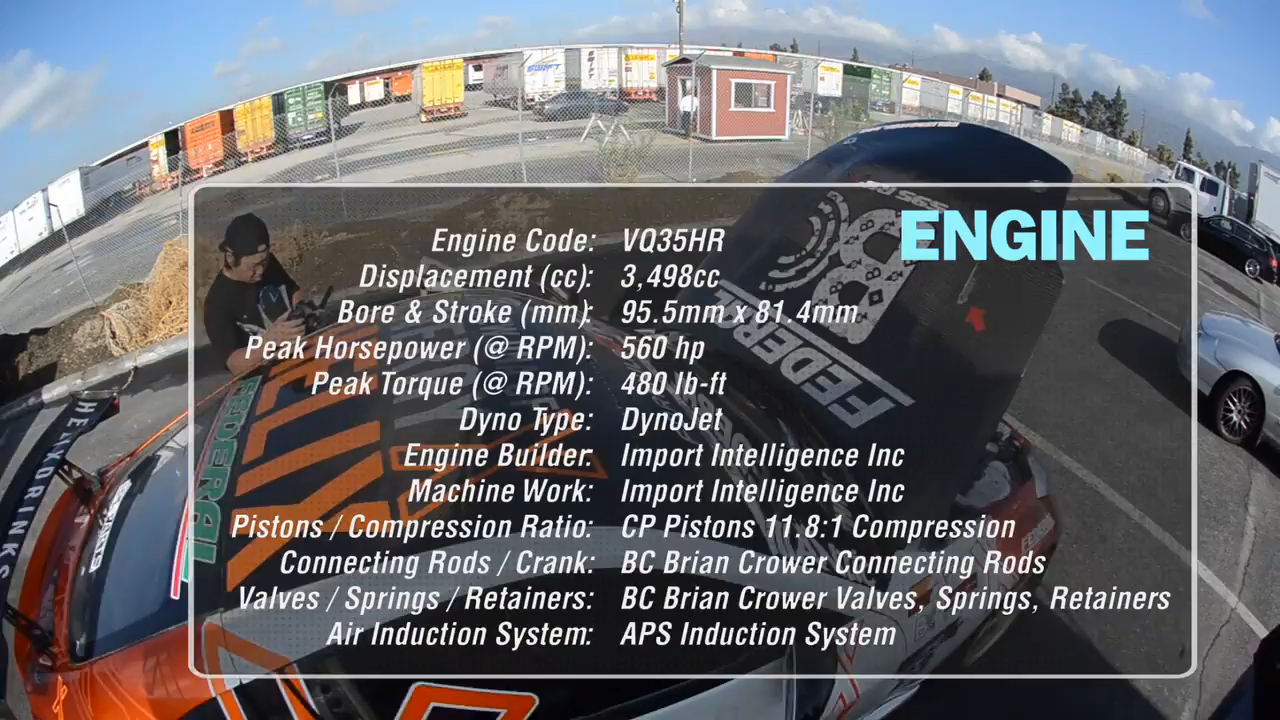 SWIFT
ENGINE
Engine Code: VQ35HR
Displacement (cc): 3,498cc
Bore & Stroke (mm): 95.5mm x 81.4mm
Peak Horsepower (@ RPM): 560 hp
Peak Torque (@ RPM): 480 lb-ft
Dyno Type: DynoJet
Engine Builder: Import Intelligence Inc
Machine Work: Import Intelligence Inc
Pistons / Compression Ratio: CP Pistons 11.8:1 Compression
Connecting Rods / Crank: BC Brian Crower Connecting Rods
Valves / Springs / Retainers: BC Brian Crower Valves, Springs, Retainers
Air Induction System: APS Induction System
FEDERAL
FEDERAL